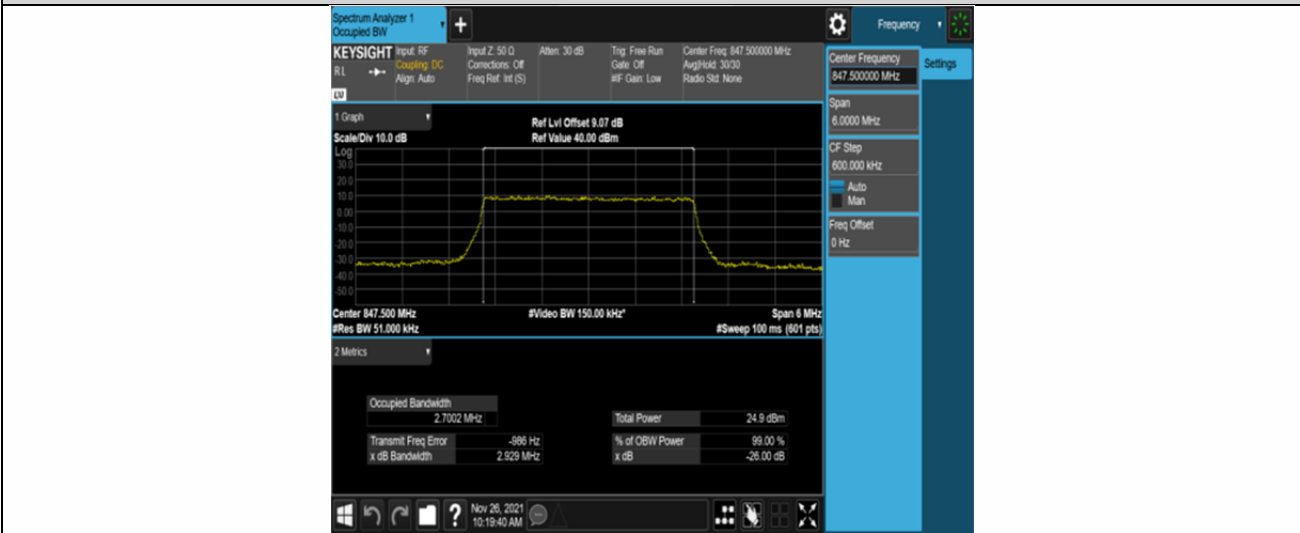 Spectrum Analyzer 1
Occupied BW
+
Frequency
KEYSIGHT
R L
Input: RF
Coupling: DC
Align: Auto
Input Z: 50 Ω
Corrections: Off
Freq Ref: Int (S)
Atten: 30 dB
Trig: Free Run
Gate: Off
#IF Gain: Low
Center Freq: 847.500000 MHz
Avg|Hold: 30/30
Radio Std: None
Center Frequency
847.500000 MHz
Settings
Span
6.0000 MHz
CF Step
600.000 kHz
Auto
Man
Freq Offset
0 Hz
1 Graph
Ref Lvl Offset 9.07 dB
Scale/Div 10.0 dB
Ref Value 40.00 dBm
Log
30.0
20.0
10.0
0.00
-10.0
-20.0
-30.0
-40.0
-50.0
Center 847.500 MHz
#Video BW 150.00 kHz*
Span 6 MHz
#Res BW 51.000 kHz
#Sweep 100 ms (601 pts)
2 Metrics
Occupied Bandwidth
2.7002 MHz
Total Power 24.9 dBm
Transmit Freq Error -986 Hz
% of OBW Power 99.00 %
x dB Bandwidth 2.929 MHz
x dB -26.00 dB
?
Nov 26, 2021
10:19:40 AM